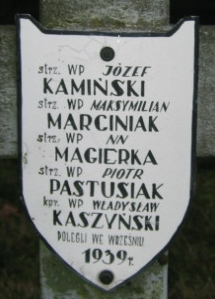 strz. WP JÓZEF
KAMIŃSKI
strz. WP MAKSYMILIAN
MARCINIAK
strz. WP NN
MAGIERKA
strz. WP PIOTR
PASTUSIAK
kpr. WP WŁADYSŁAW
KASZYŃSKI
POLEGLI WE WRZEŚNIU
1939r.